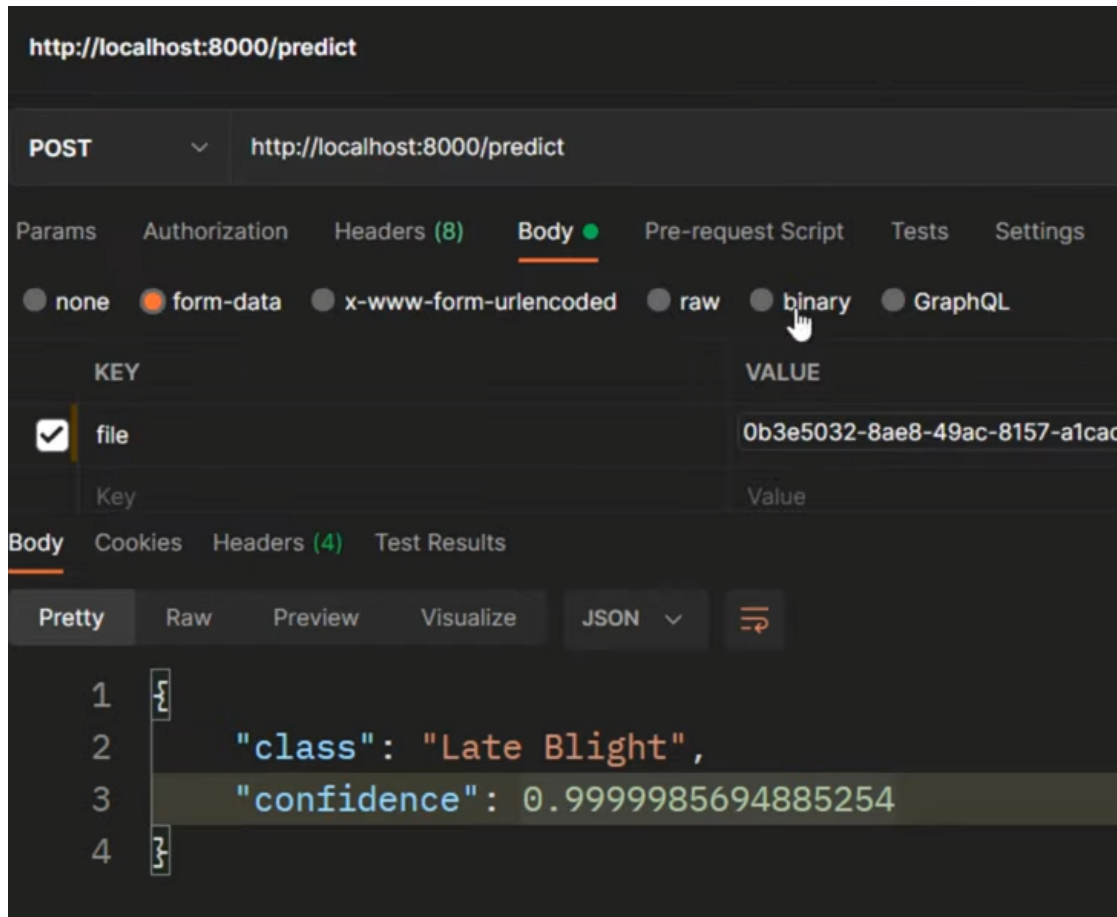 http://localhost:8000/predict
POST http://localhost:8000/predict
Params Authorization Headers (8) Body Pre-request Script Tests Settings
none form-data x-www-form-urlencoded raw binary GraphQL
KEY VALUE
file 0b3e5032-8ae8-49ac-8157-a1cac
Key Value
Body Cookies Headers (4) Test Results
Pretty Raw Preview Visualize JSON
1 {
2 "class": "Late Blight",
3 "confidence": 0.9999985694885254
4 }